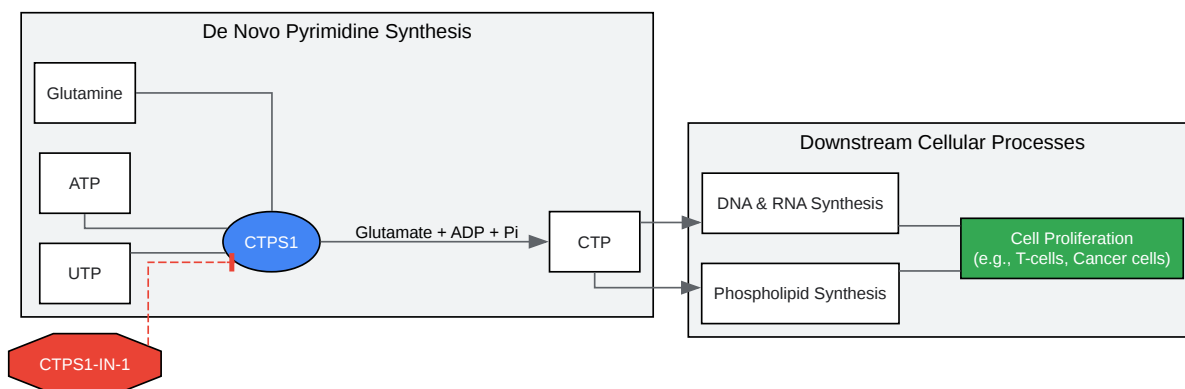 De Novo Pyrimidine Synthesis
Glutamine
ATP
UTP
CTPS1
Glutamate + ADP + Pi
CTP
CTPS1-IN-1
Downstream Cellular Processes
DNA & RNA Synthesis
Phospholipid Synthesis
Cell Proliferation
(e.g., T-cells, Cancer cells)